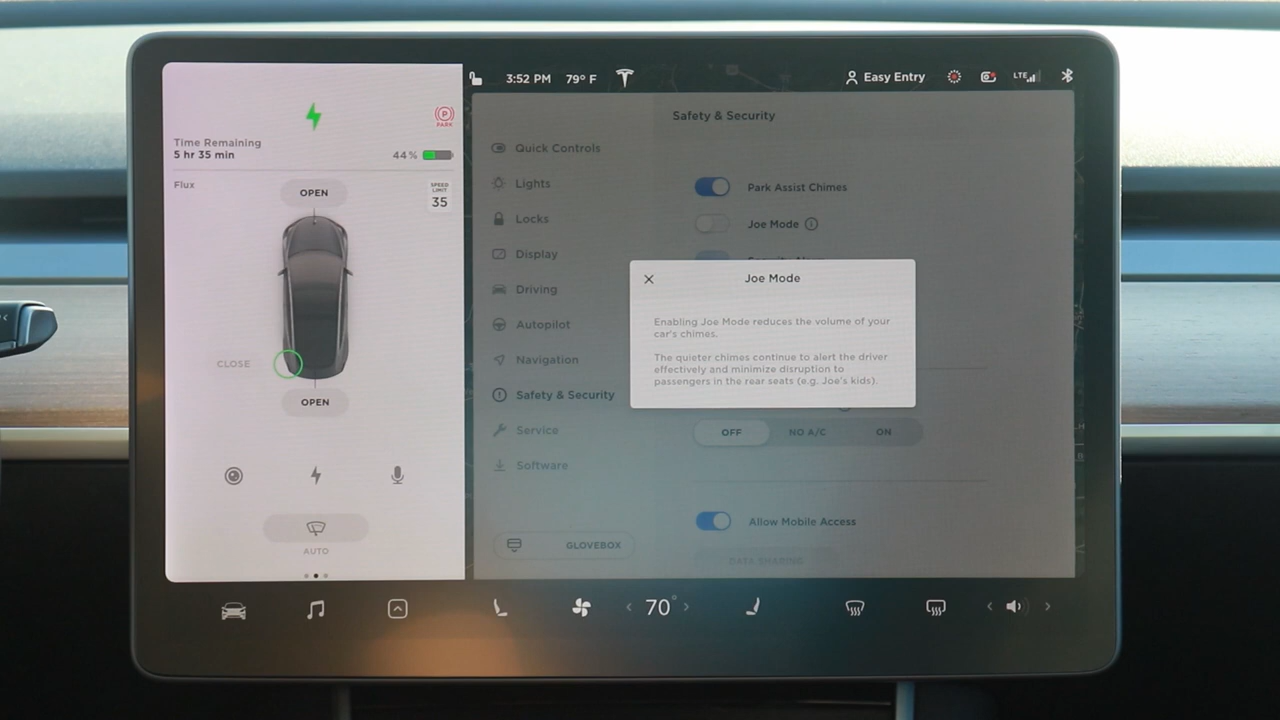 3:52 PM 79° F Easy Entry LTE
Time Remaining
5 hr 35 min
44 %
P
PARK
Flux
SPEED
LIMIT
35
OPEN
CLOSE
OPEN
AUTO
Safety & Security
Quick Controls
Lights
Locks
Display
Driving
Autopilot
Navigation
Safety & Security
Service
Software
GLOVEBOX
Park Assist Chimes
Joe Mode
Joe Mode
Enabling Joe Mode reduces the volume of your
car's chimes.
The quieter chimes continue to alert the driver
effectively and minimize disruption to
passengers in the rear seats (e.g. Joe's kids).
OFF NO A/C ON
Allow Mobile Access
DATA SHARING
70°